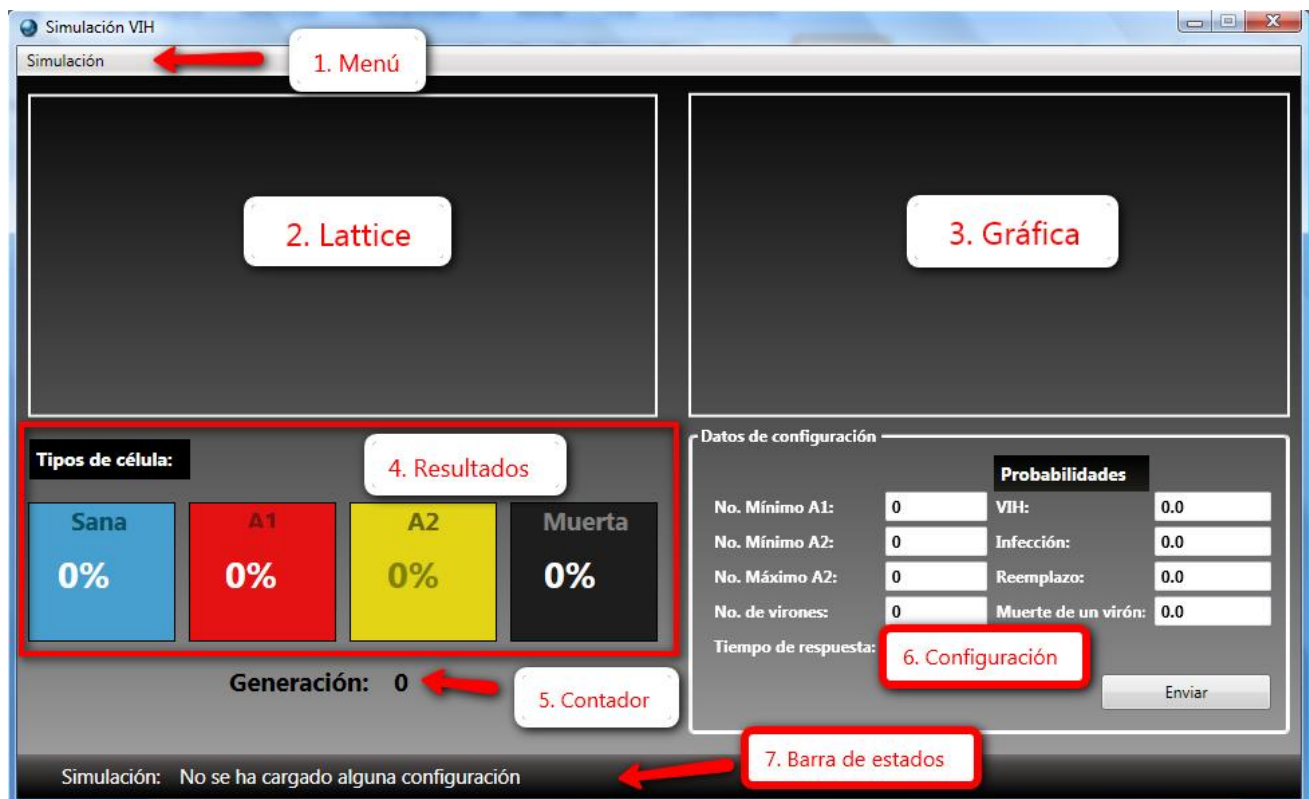 Simulación VIH
Simulación
1. Menú
2. Lattice
3. Gráfica
Tipos de célula:
4. Resultados
Sana
0%
A1
0%
A2
0%
Muerta
0%
Generación: 0
5. Contador
Datos de configuración
Probabilidades
No. Mínimo A1: 0 VIH: 0.0
No. Mínimo A2: 0 Infección: 0.0
No. Máximo A2: 0 Reemplazo: 0.0
No. de virones: 0 Muerte de un virón: 0.0
Tiempo de respuesta:
6. Configuración
Enviar
7. Barra de estados
Simulación: No se ha cargado alguna configuración